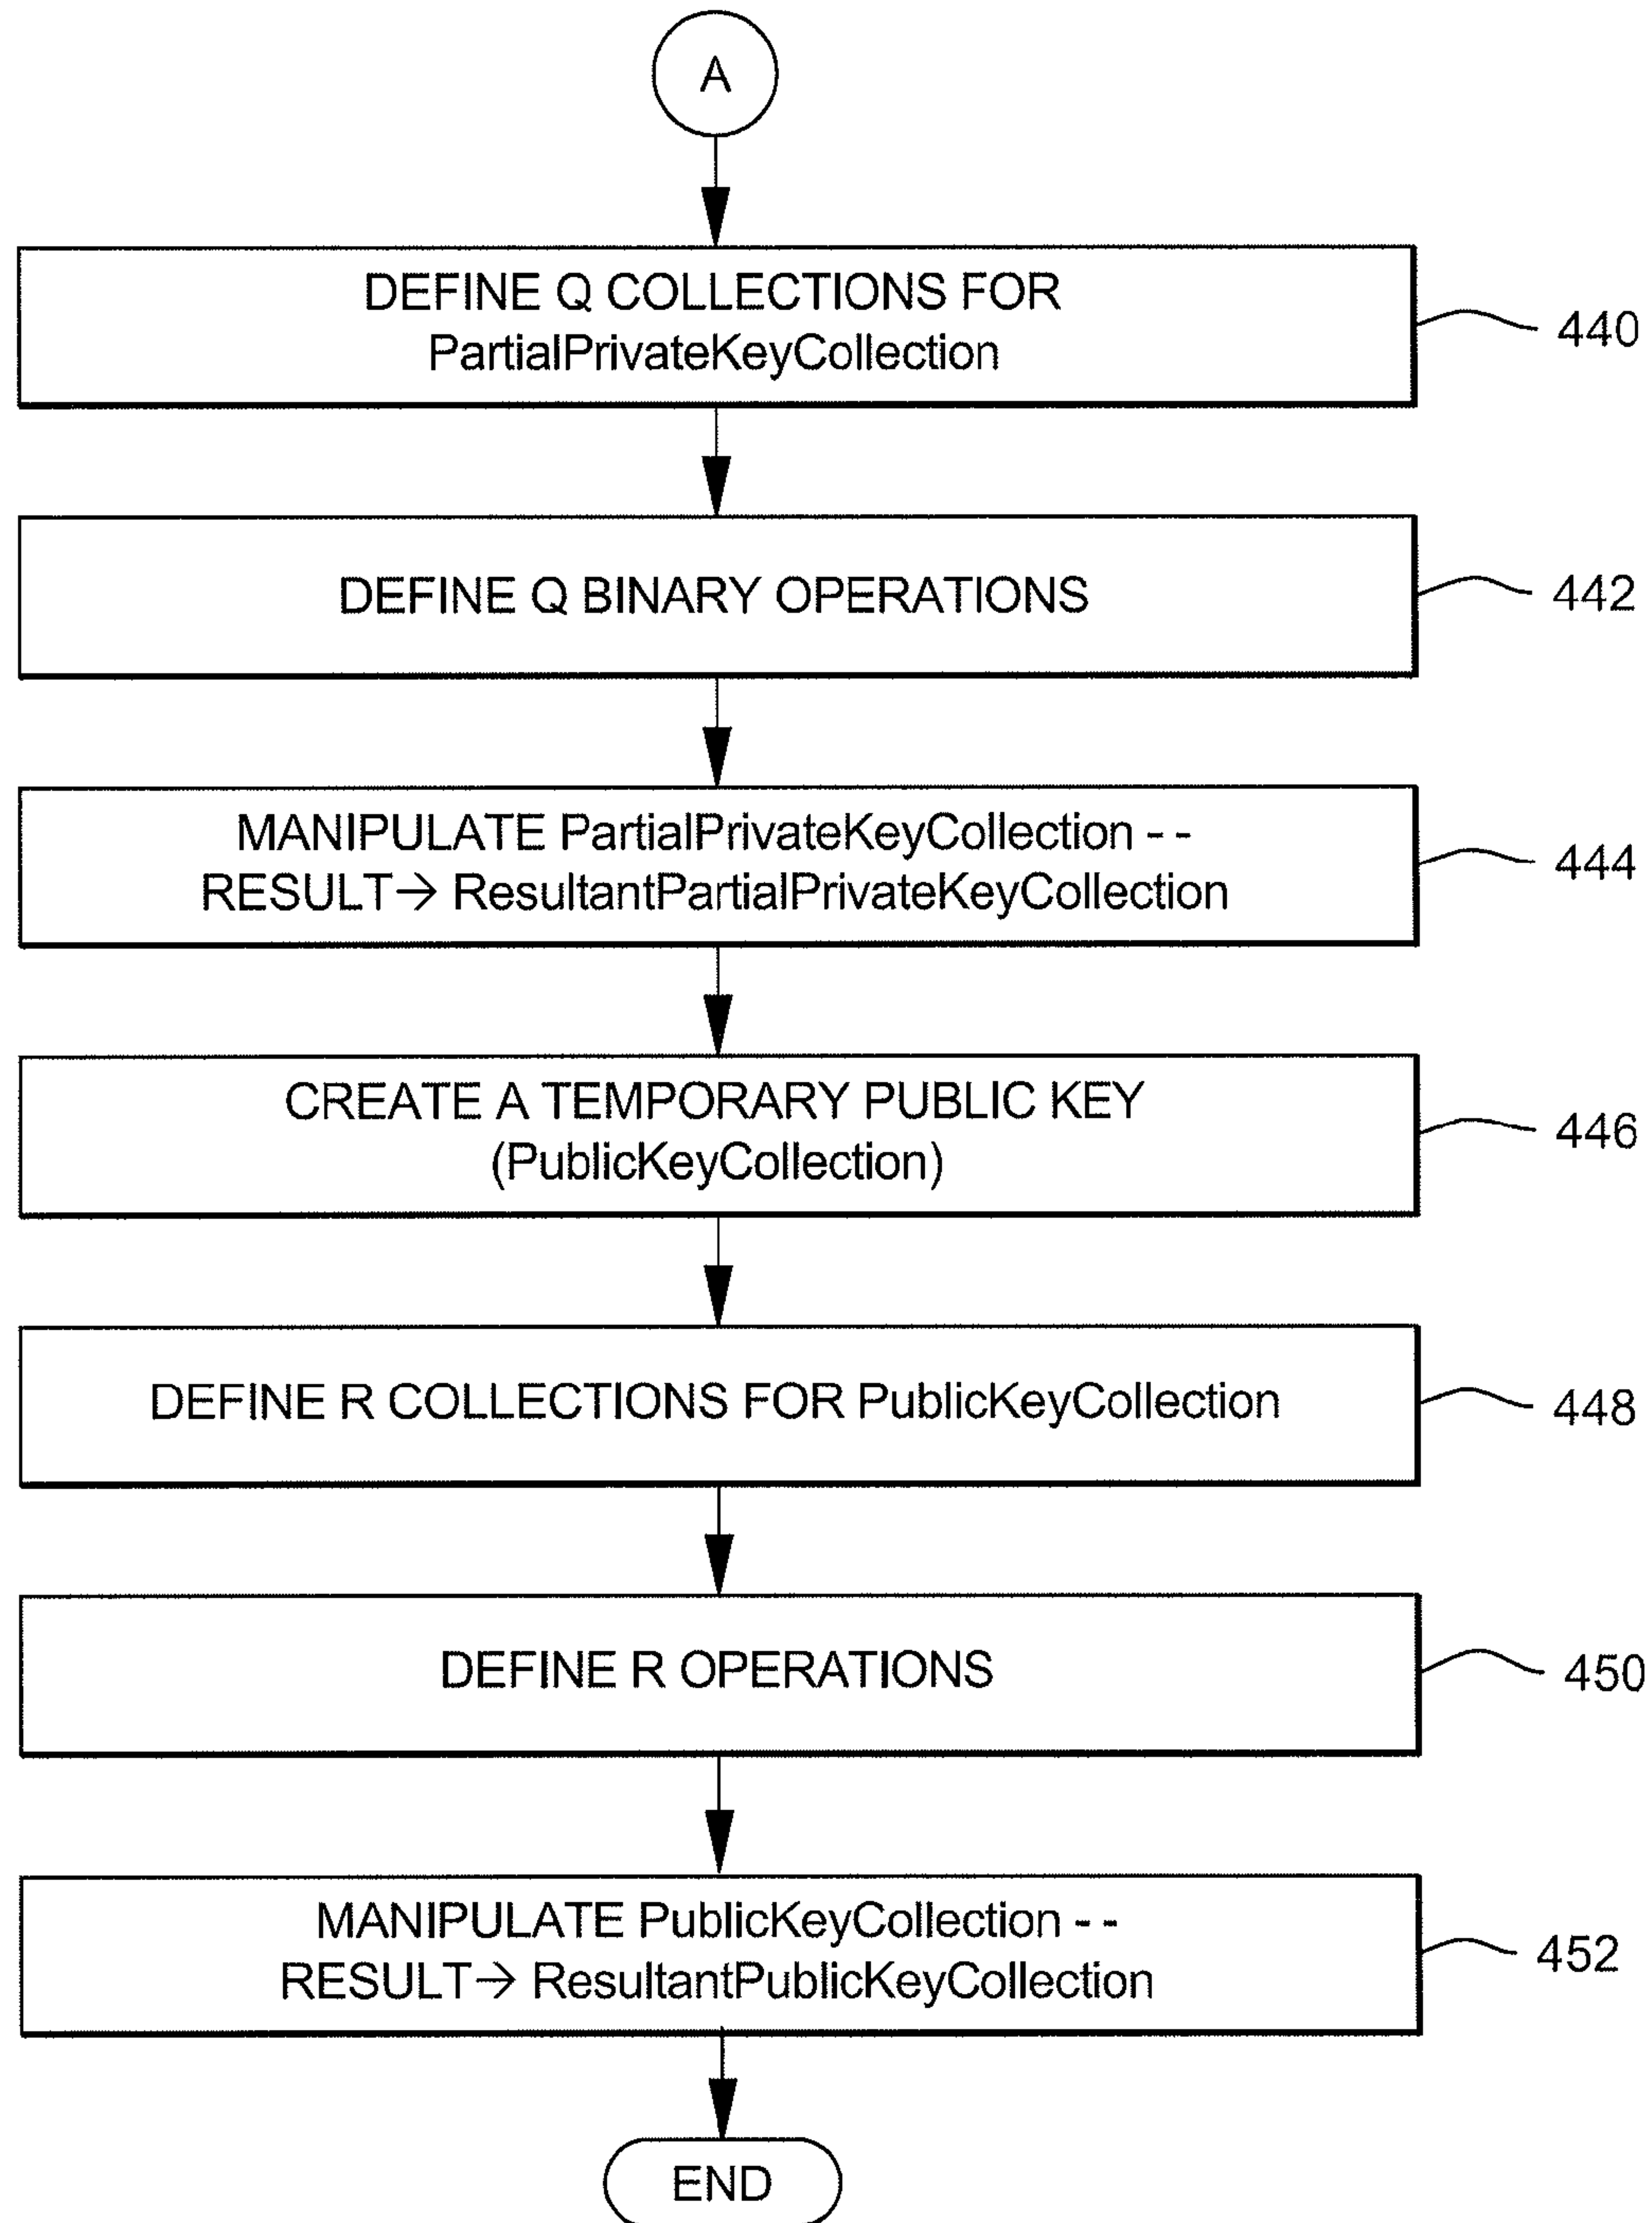 A
DEFINE Q COLLECTIONS FOR
PartialPrivateKeyCollection
440
DEFINE Q BINARY OPERATIONS
442
MANIPULATE PartialPrivateKeyCollection - -
RESULT→ ResultantPartialPrivateKeyCollection
444
CREATE A TEMPORARY PUBLIC KEY
(PublicKeyCollection)
446
DEFINE R COLLECTIONS FOR PublicKeyCollection
448
DEFINE R OPERATIONS
450
MANIPULATE PublicKeyCollection - -
RESULT→ ResultantPublicKeyCollection
452
END